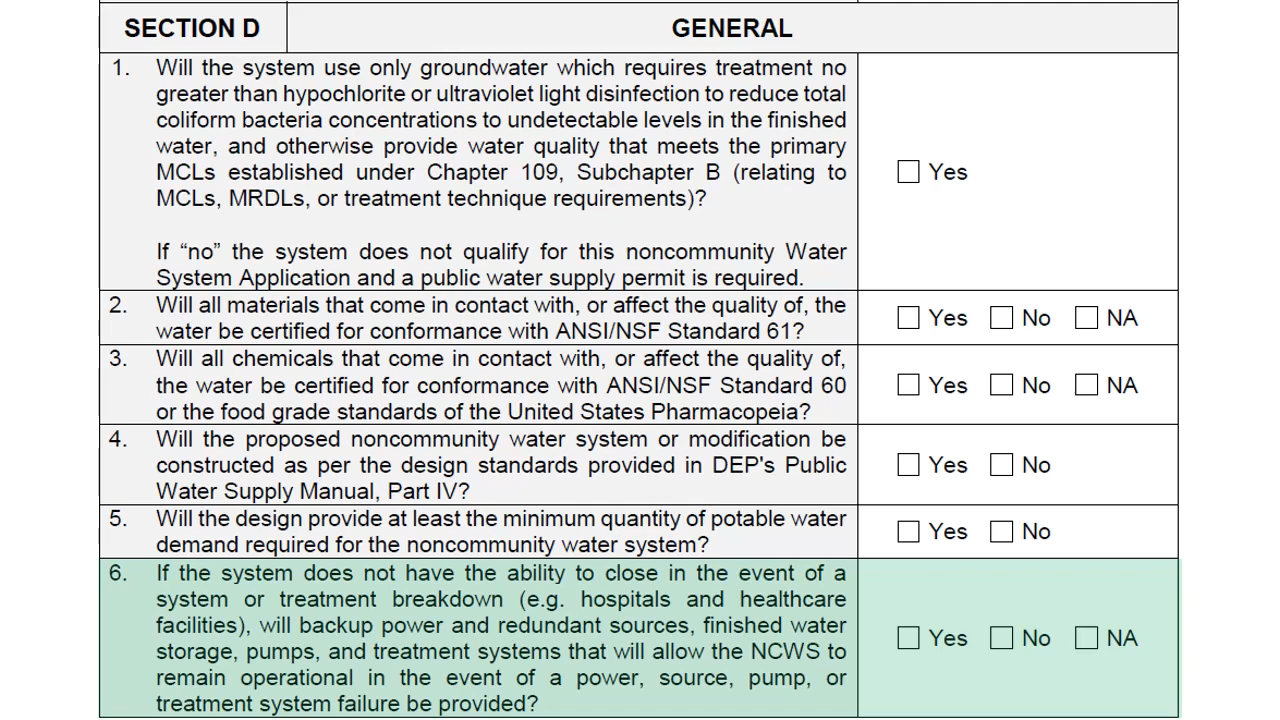 SECTION D GENERAL
1. Will the system use only groundwater which requires treatment no
greater than hypochlorite or ultraviolet light disinfection to reduce total
coliform bacteria concentrations to undetectable levels in the finished
water, and otherwise provide water quality that meets the primary
MCLs established under Chapter 109, Subchapter B (relating to
MCLs, MRDLs, or treatment technique requirements)?
If “no” the system does not qualify for this noncommunity Water
System Application and a public water supply permit is required.
Yes
2. Will all materials that come in contact with, or affect the quality of, the
water be certified for conformance with ANSI/NSF Standard 61?
Yes No NA
3. Will all chemicals that come in contact with, or affect the quality of,
the water be certified for conformance with ANSI/NSF Standard 60
or the food grade standards of the United States Pharmacopeia?
Yes No NA
4. Will the proposed noncommunity water system or modification be
constructed as per the design standards provided in DEP's Public
Water Supply Manual, Part IV?
Yes No
5. Will the design provide at least the minimum quantity of potable water
demand required for the noncommunity water system?
Yes No
6. If the system does not have the ability to close in the event of a
system or treatment breakdown (e.g. hospitals and healthcare
facilities), will backup power and redundant sources, finished water
storage, pumps, and treatment systems that will allow the NCWS to
remain operational in the event of a power, source, pump, or
treatment system failure be provided?
Yes No NA